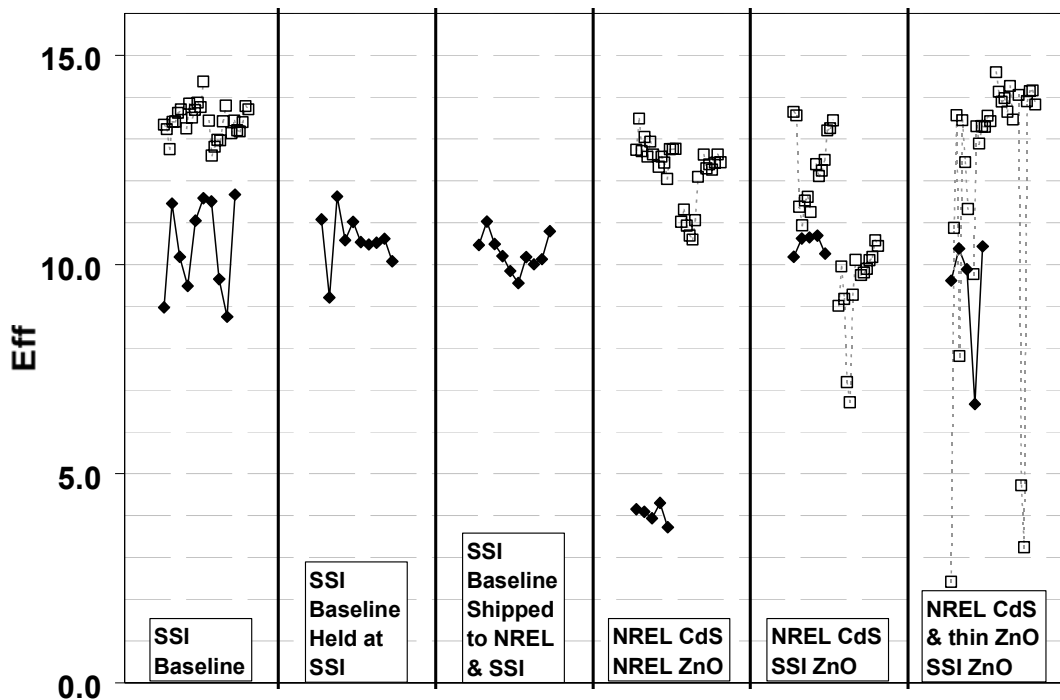 15.0
10.0
5.0
0.0
Eff
SSI
Baseline
SSI
Baseline
Held at
SSI
SSI
Baseline
Shipped
to NREL
& SSI
NREL CdS
NREL ZnO
NREL CdS
SSI ZnO
NREL CdS
& thin ZnO
SSI ZnO